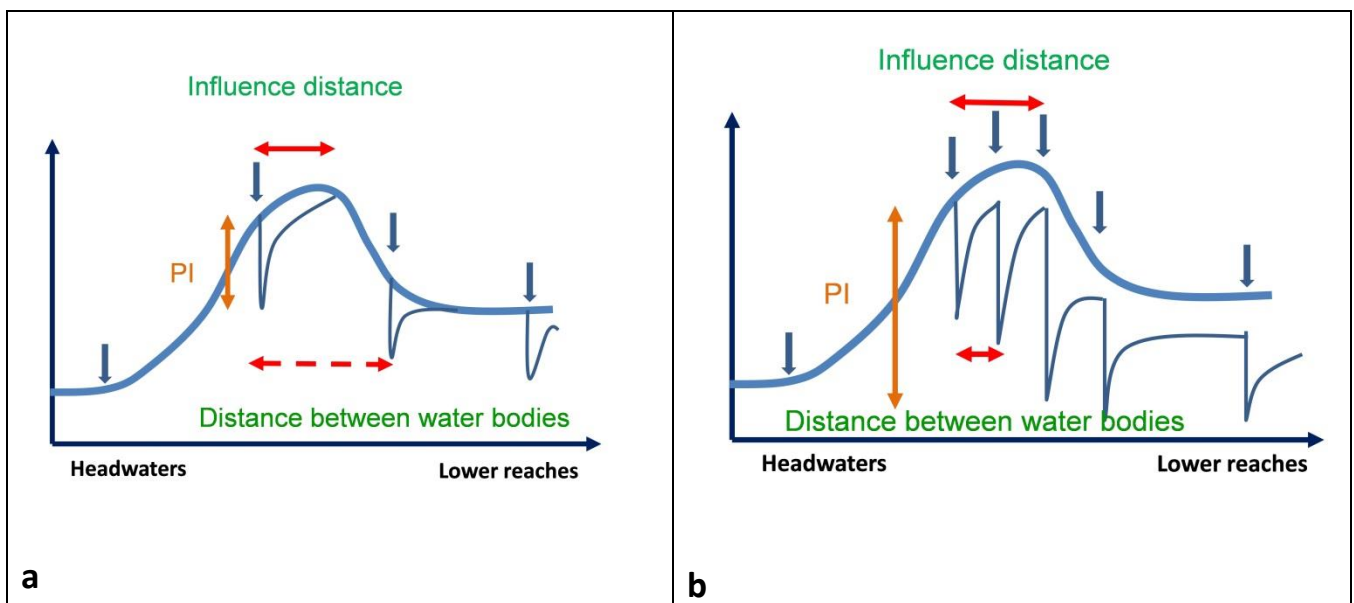 Influence distance
PI
Distance between water bodies
Headwaters
Lower reaches
a
Influence distance
PI
Distance between water bodies
Headwaters
Lower reaches
b